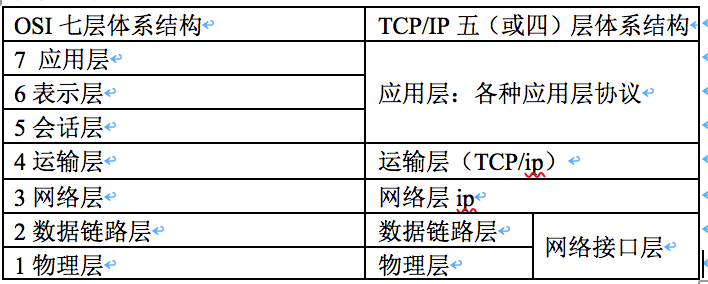 OSI 七层体系结构
TCP/IP 五（或四）层体系结构
7 应用层
6 表示层
5 会话层
应用层：各种应用层协议
4 运输层
运输层（TCP/ip）
3 网络层
网络层 ip
2 数据链路层
数据链路层
网络接口层
1 物理层
物理层